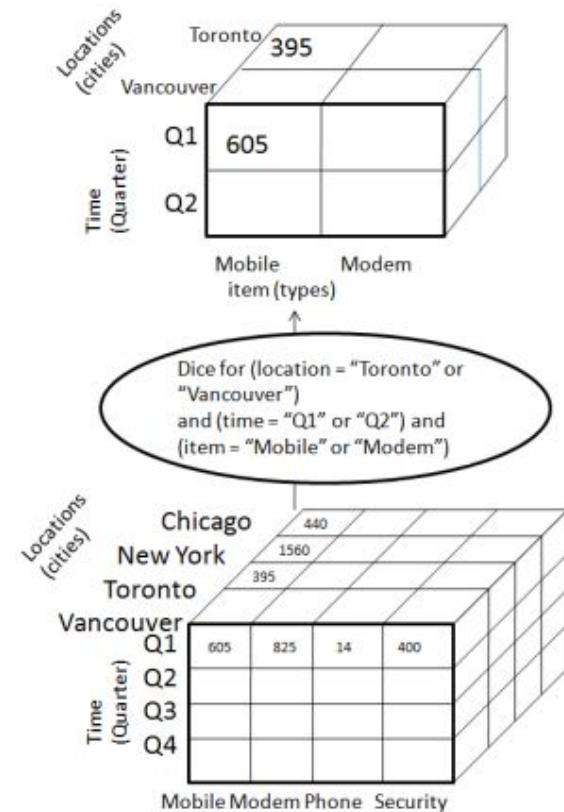 Locations
(cities)
Toronto
395
Vancouver
Time
(Quarter)
Q1
605
Q2
Mobile Modem
item (types)
Dice for (location = “Toronto” or
“Vancouver”)
and (time = “Q1” or “Q2”) and
(item = “Mobile” or “Modem”)
Locations
(cities)
Chicago
440
New York
1560
Toronto
395
Vancouver
Time
(Quarter)
Q1
605 825 14 400
Q2
Q3
Q4
Mobile Modem Phone Security